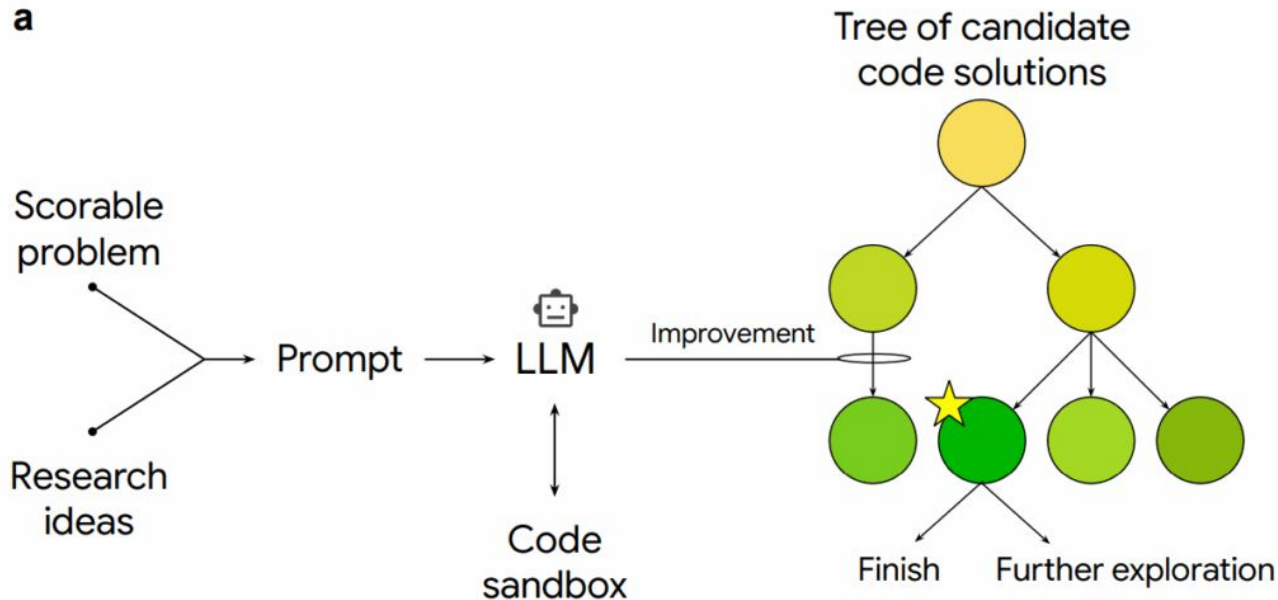 a
Tree of candidate
code solutions
Scorable
problem
Improvement
Prompt
LLM
Research
ideas
Code
sandbox
Finish
Further exploration